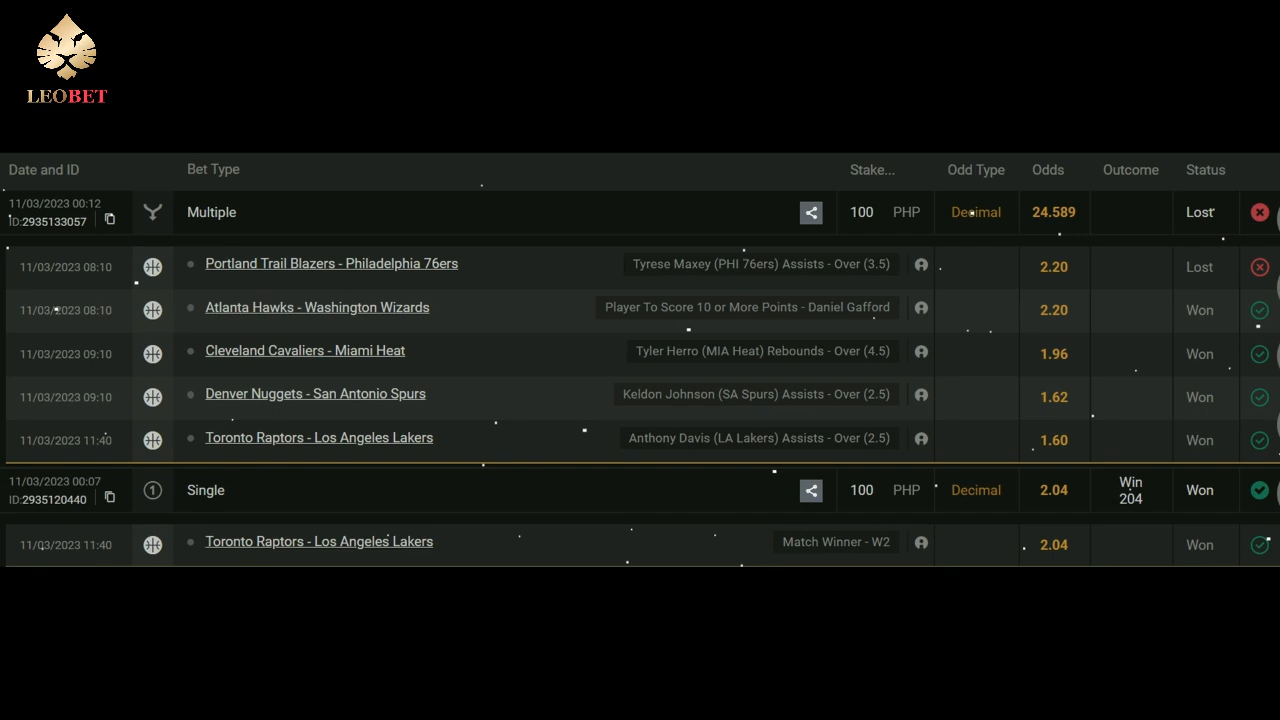 LEOBET
Date and ID Bet Type Stake... Odd Type Odds Outcome Status
11/03/2023 00:12
ID:2935133057
Multiple 100 PHP Decimal 24.589 Lost
11/03/2023 08:10 Portland Trail Blazers - Philadelphia 76ers Tyrese Maxey (PHI 76ers) Assists - Over (3.5) 2.20 Lost
11/03/2023 08:10 Atlanta Hawks - Washington Wizards Player To Score 10 or More Points - Daniel Gafford 2.20 Won
11/03/2023 09:10 Cleveland Cavaliers - Miami Heat Tyler Herro (MIA Heat) Rebounds - Over (4.5) 1.96 Won
11/03/2023 09:10 Denver Nuggets - San Antonio Spurs Keldon Johnson (SA Spurs) Assists - Over (2.5) 1.62 Won
11/03/2023 11:40 Toronto Raptors - Los Angeles Lakers Anthony Davis (LA Lakers) Assists - Over (2.5) 1.60 Won
11/03/2023 00:07
ID:2935120440
1 Single 100 PHP Decimal 2.04 Win 204 Won
11/03/2023 11:40 Toronto Raptors - Los Angeles Lakers Match Winner - W2 2.04 Won